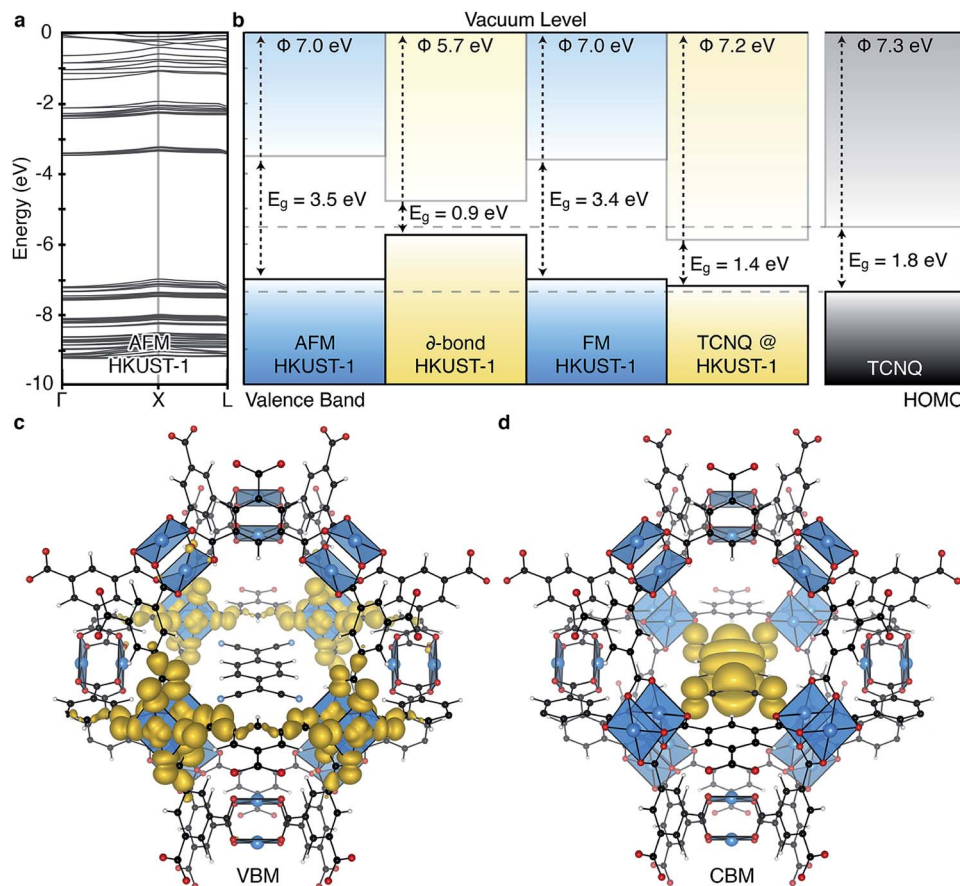 a
b
Vacuum Level
0
-2
-4
-6
-8
-10
Energy (eV)
AFM
HKUST-1
Γ X L
Φ 7.0 eV Φ 5.7 eV Φ 7.0 eV Φ 7.2 eV Φ 7.3 eV
E_g = 3.5 eV
E_g = 0.9 eV
E_g = 3.4 eV
E_g = 1.4 eV
E_g = 1.8 eV
AFM
HKUST-1
∂-bond
HKUST-1
FM
HKUST-1
TCNQ @
HKUST-1
TCNQ
Valence Band
HOMO
c
d
VBM
CBM